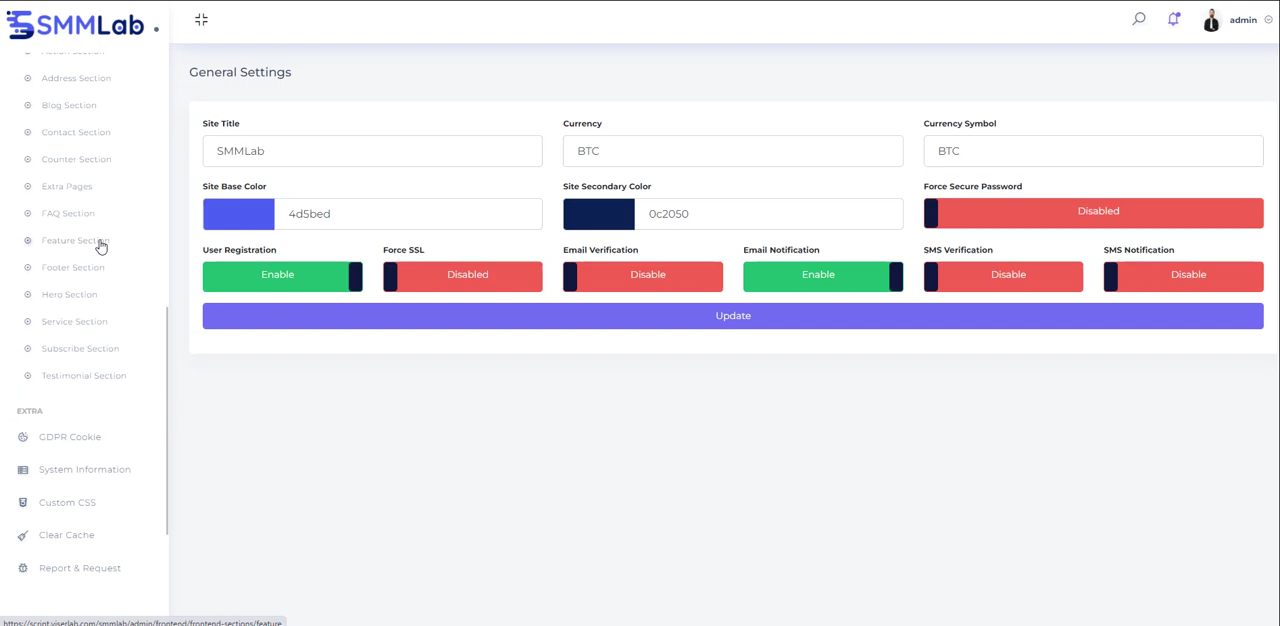 SMMLab
admin
Address Section
Blog Section
Contact Section
Counter Section
Extra Pages
FAQ Section
Feature Section
Footer Section
Hero Section
Service Section
Subscribe Section
Testimonial Section
EXTRA
GDPR Cookie
System Information
Custom CSS
Clear Cache
Report & Request
https://script.viserlab.com/smmlab/admin/frontend/frontend-sections/feature
General Settings
Site Title
Currency
Currency Symbol
SMMLab
BTC
BTC
Site Base Color
Site Secondary Color
Force Secure Password
4d5bed
0c2050
Disabled
User Registration
Force SSL
Email Verification
Email Notification
SMS Verification
SMS Notification
Enable
Disabled
Disable
Enable
Disable
Disable
Update